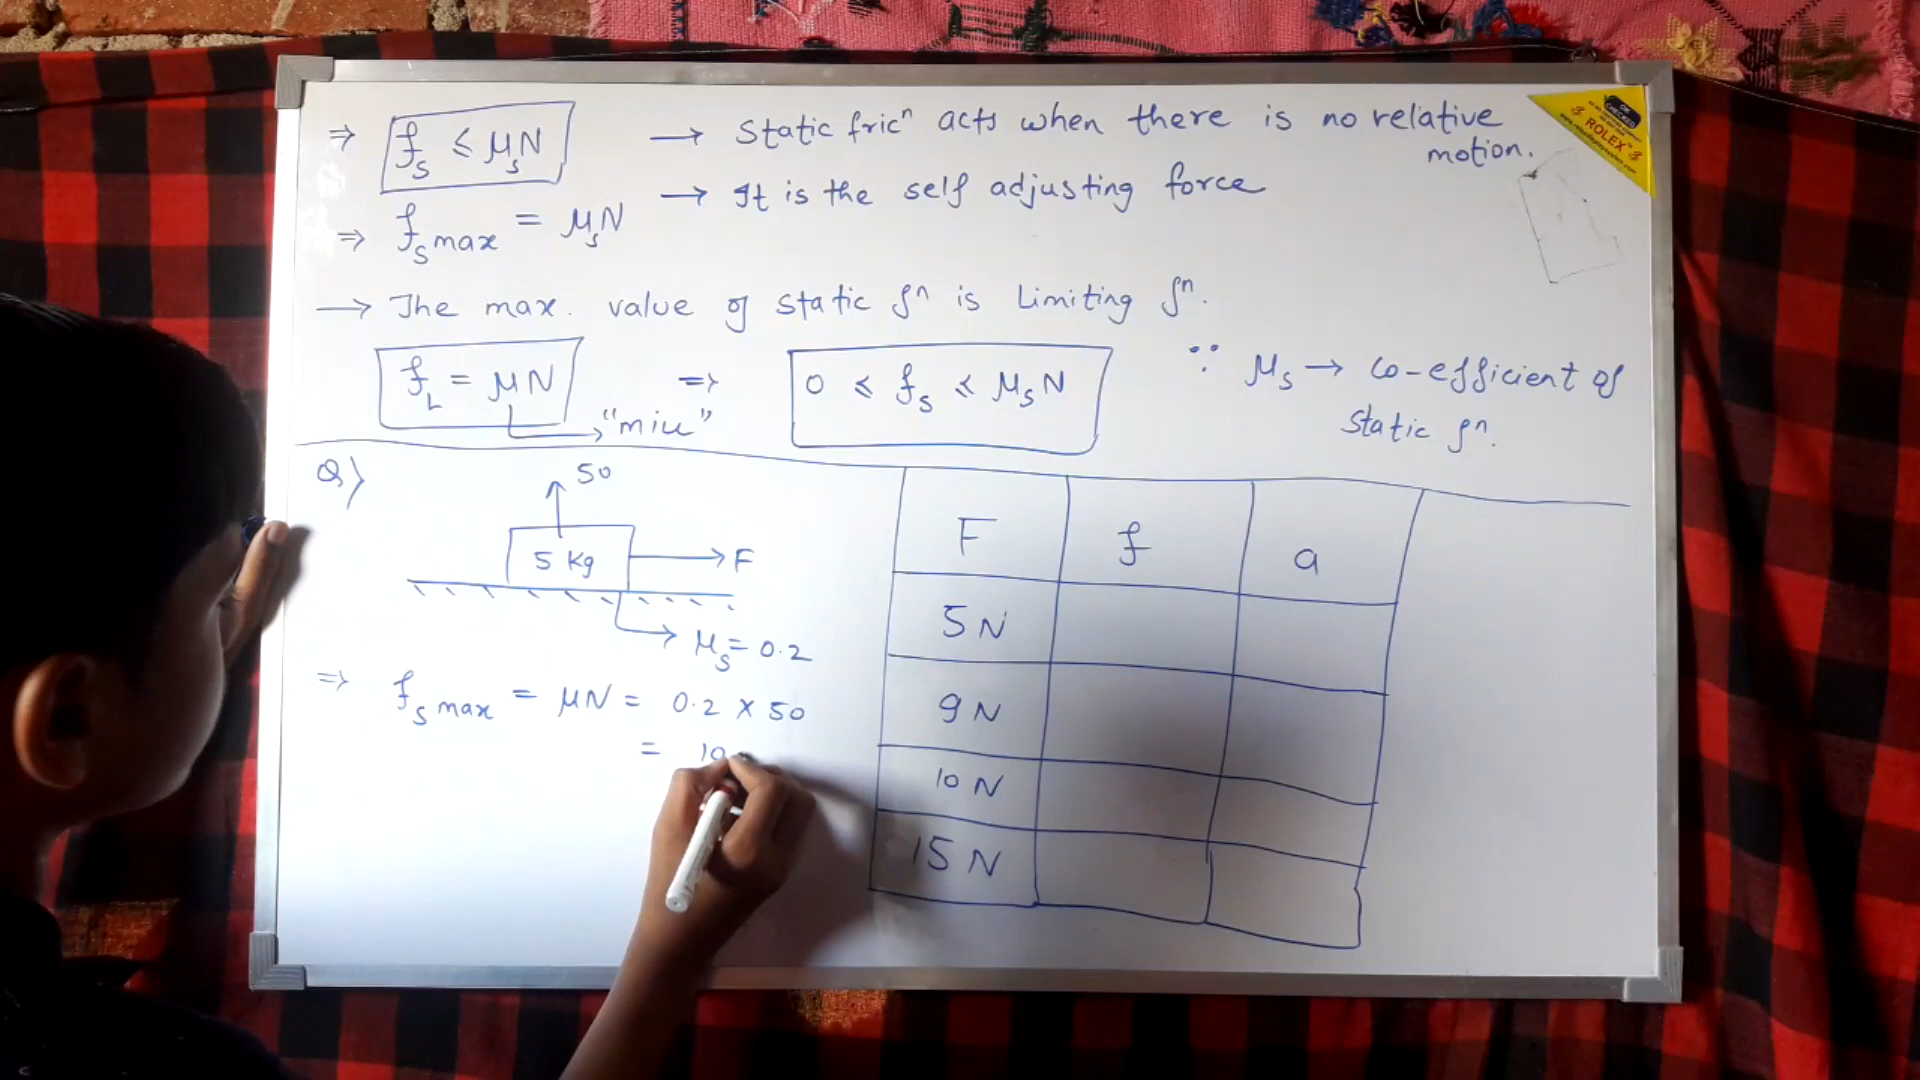 ⇒ fₛ ≤ μₛN → Static fricⁿ acts when there is no relative
motion.
→ It is the self adjusting force
⇒ fₛ max = μₛN
→ The max. value of static fⁿ is Limiting fⁿ.
f_L = μN ⇒ 0 ≤ fₛ ≤ μₛN ∵ μₛ → Co-efficient of
static fⁿ.
"miu"
Q)
50
5 Kg → F
μₛ = 0.2
⇒ fₛ max = μN = 0.2 × 50
= 10
F f a
5 N
9 N
10 N
15 N
ROLEX